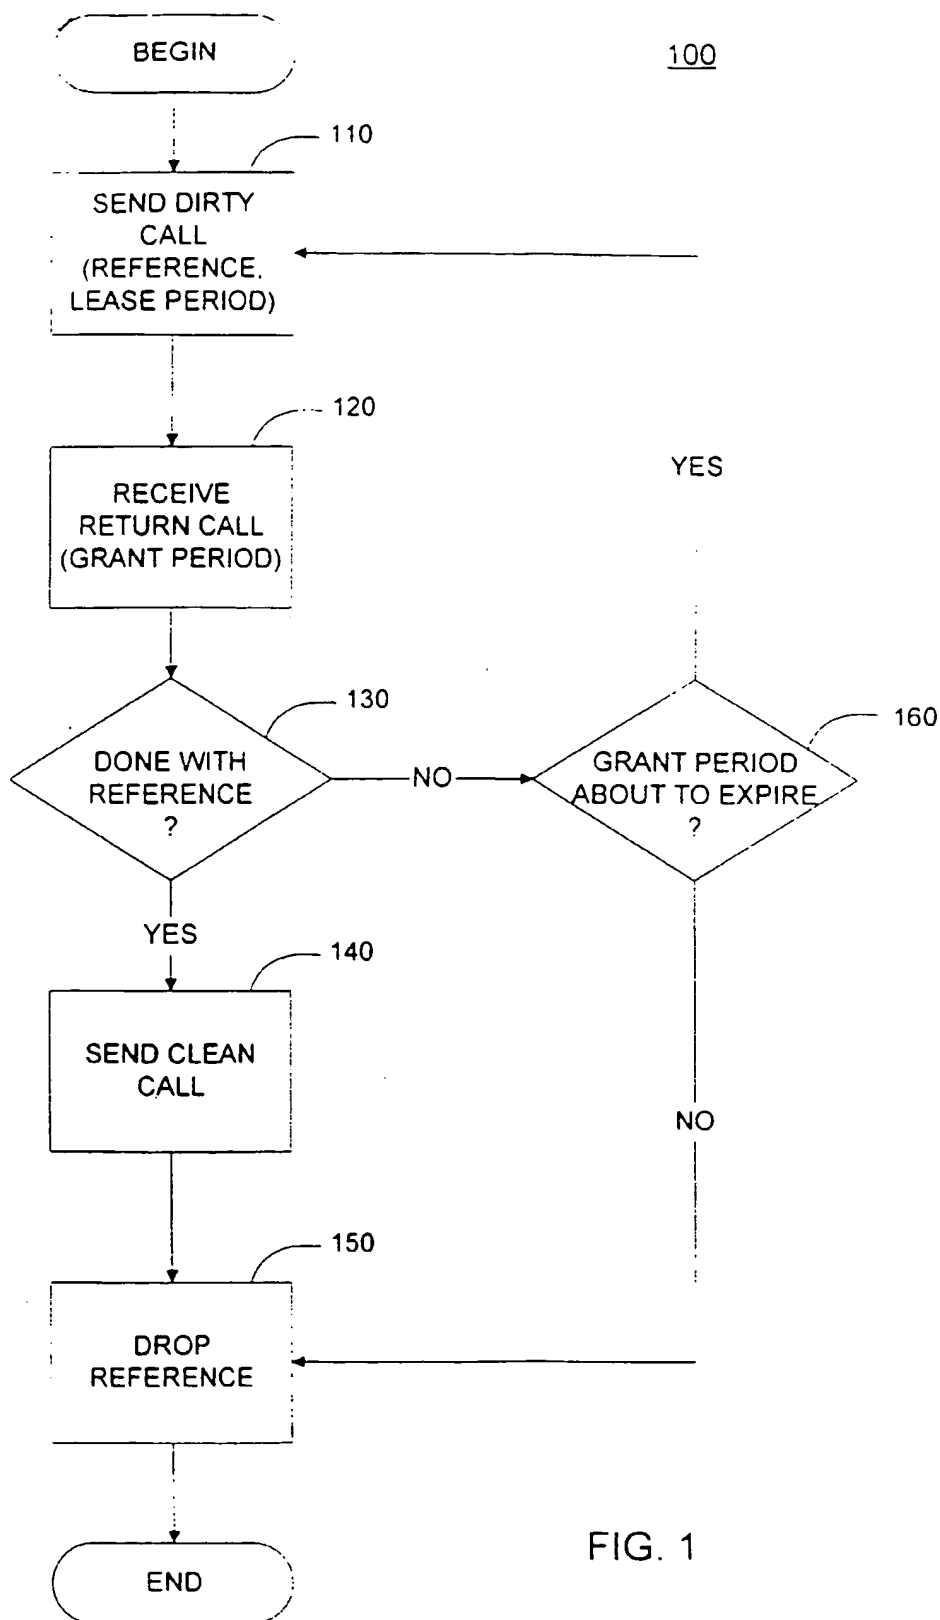 BEGIN
100
110
SEND DIRTY
CALL
(REFERENCE,
LEASE PERIOD)
120
RECEIVE
RETURN CALL
(GRANT PERIOD)
YES
130
DONE WITH
REFERENCE
?
NO
160
GRANT PERIOD
ABOUT TO EXPIRE
?
YES
140
SEND CLEAN
CALL
NO
150
DROP
REFERENCE
END
FIG. 1